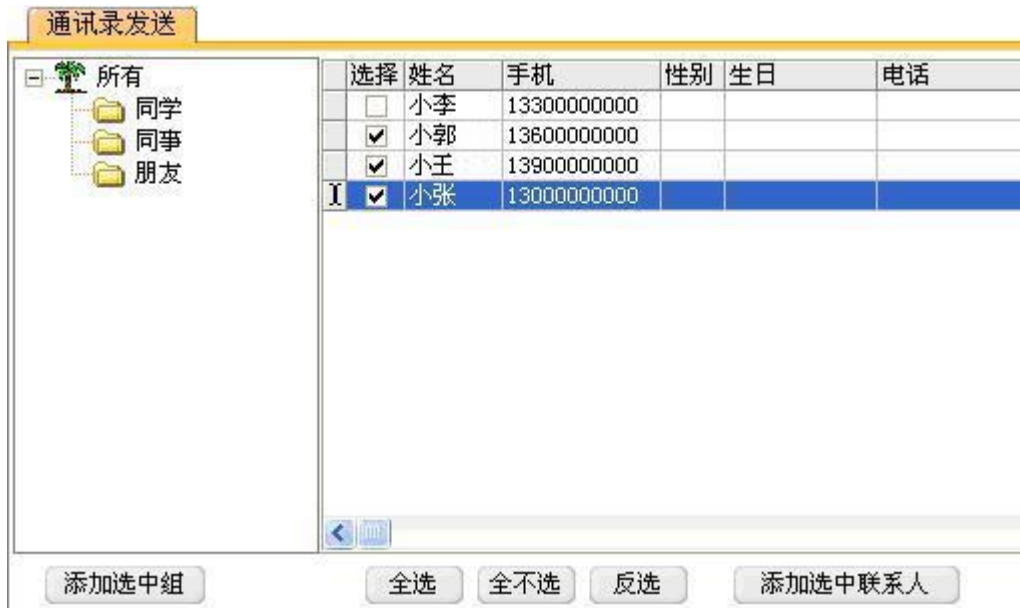 通讯录发送
所有
同学
同事
朋友
选择 姓名 手机 性别 生日 电话
小李 13300000000
小郭 13600000000
小王 13900000000
小张 13000000000
添加选中组 全选 全不选 反选 添加选中联系人